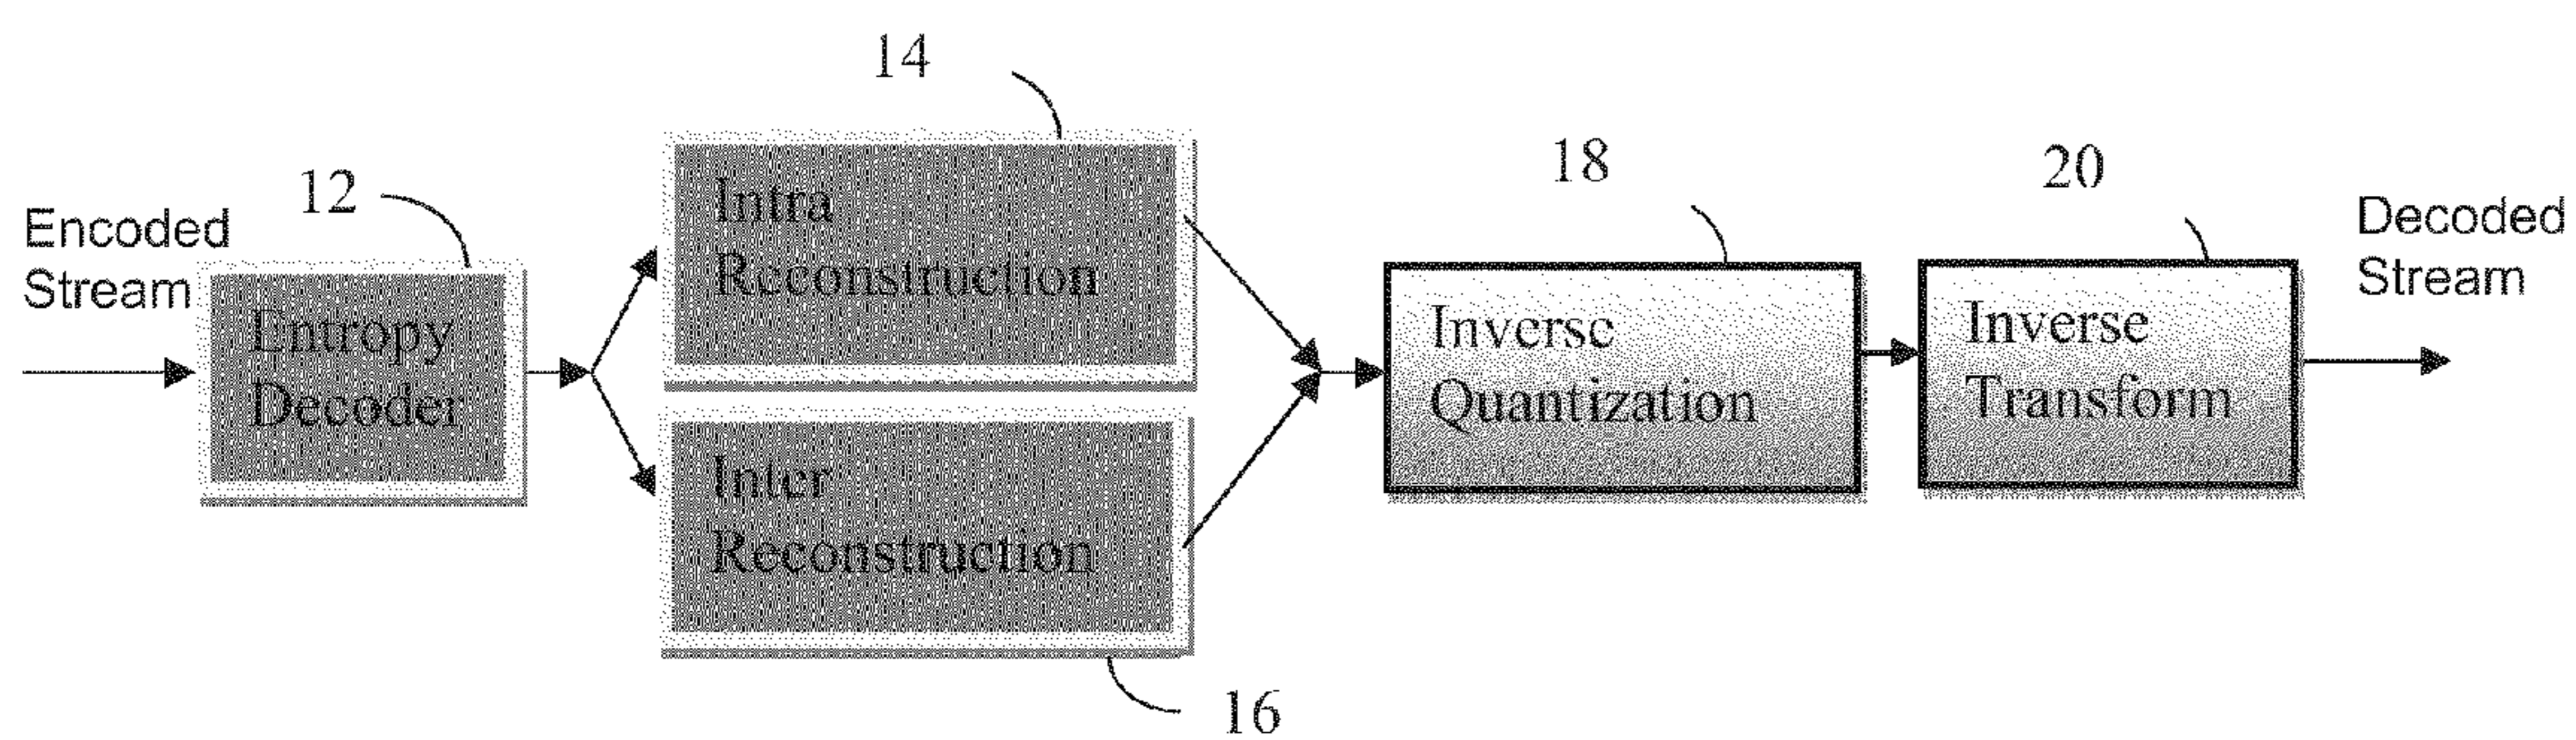 14
18
20
12
Encoded
Stream
Decoded
Stream
Intra
Reconstruction
Entropy
Decoder
Inverse
Quantization
Inverse
Transform
Inter
Reconstruction
16